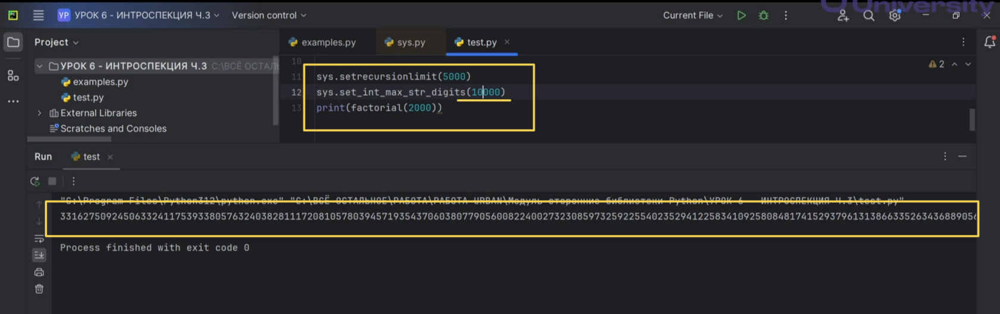 University
УРОК 6 - ИНТРОСПЕКЦИЯ Ч.3
Version control
Current File
Project
examples.py
sys.py
test.py
УРОК 6 - ИНТРОСПЕКЦИЯ Ч.3 C:\ВСЁ ОСТАЛЬ
examples.py
test.py
External Libraries
Scratches and Consoles
10
11 sys.setrecursionlimit(5000)
12 sys.set_int_max_str_digits(10000)
13 print(factorial(2000))
2
Run
test
"C:\Program Files\Python312\python.exe" "C:\ВСЁ ОСТАЛЬНОЕ\РАБОТА\РАБОТА URBAN\Модуль сторонние библиотеки Python\УРОК 6 - ИНТРОСПЕКЦИЯ Ч.3\test.py"
331627509245063324117539338057632403828111720810578039457193543706038077905600822400273230859732592255402352941225834109258084817415293796131386633526343688905
Process finished with exit code 0